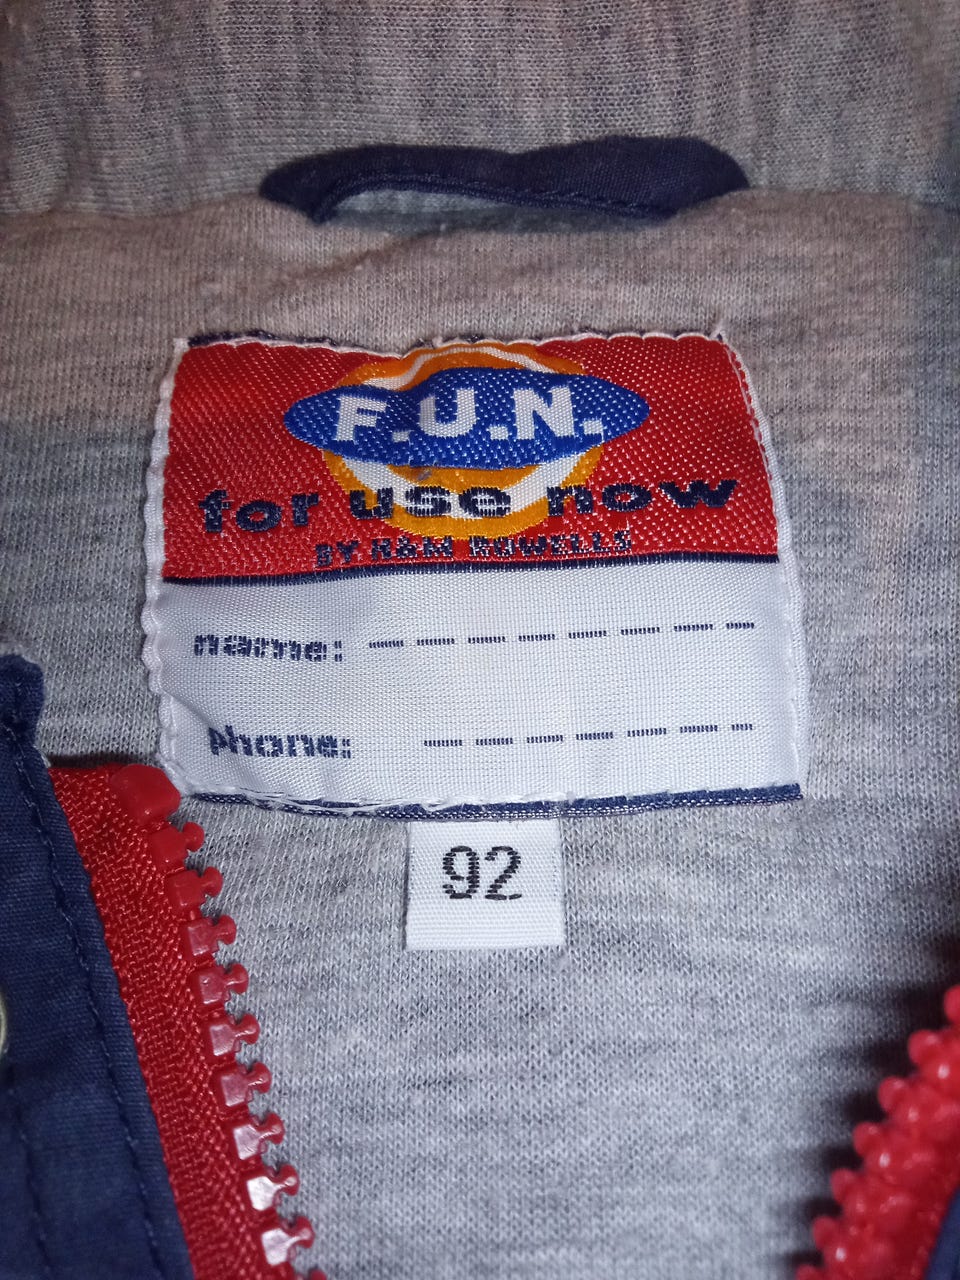 F.U.N.
for use now
BY H&M ROWELLS
name: – – – – – – – –
phone: – – – – – – –
92